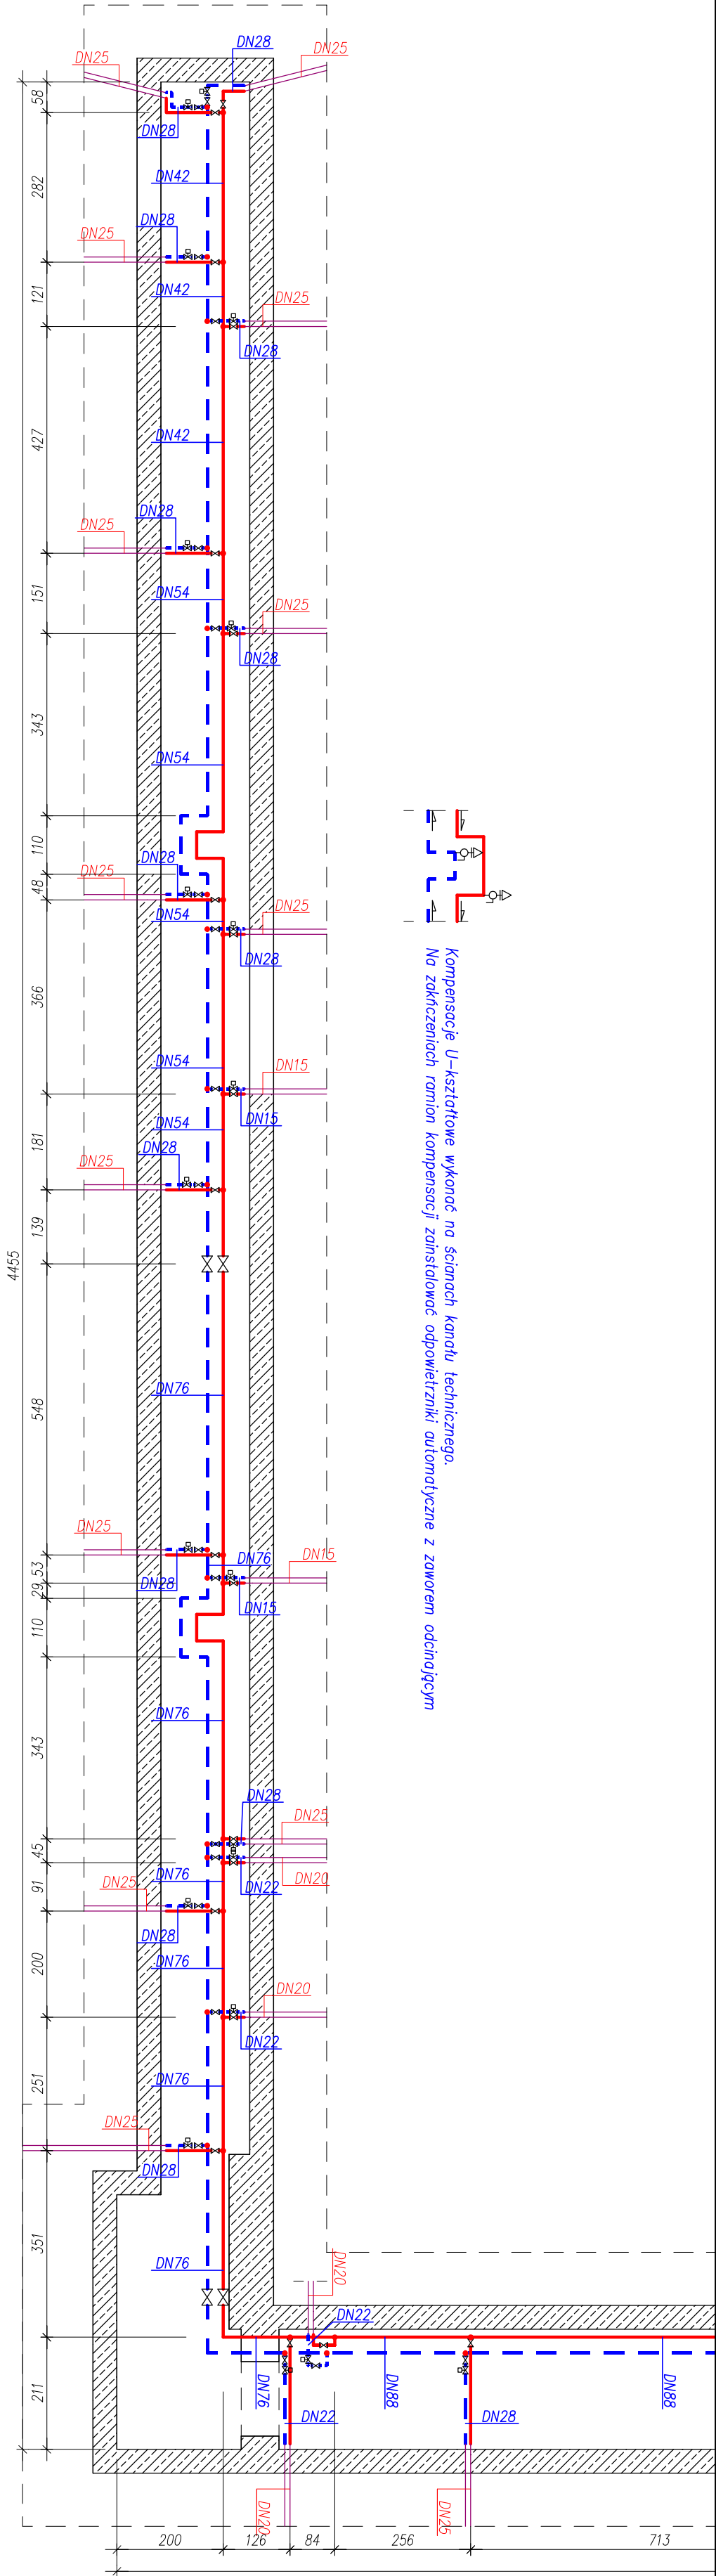 DN25
DN28
DN25
58
DN28
282
DN42
DN28
DN25
121
DN42
DN25
DN28
427
DN42
DN28
DN25
151
DN54
DN25
DN28
343
DN54
110
DN28
DN25
48
DN54
DN25
DN28
366
DN54
DN15
DN15
181
DN54
DN28
DN25
139
4455
548
DN76
DN25
DN28
DN76
DN15
DN15
53
29
110
DN76
343
DN28
DN25
45
DN20
DN22
DN76
91
DN25
DN28
200
DN76
DN20
DN22
251
DN76
DN25
DN28
351
DN76
DN20
DN22
211
DN76
DN88
DN88
DN22
DN28
DN20
DN25
200
126
84
256
713
Kompensacje U-kształtowe wykonać na ścianach kanału technicznego.
Na zakńczeniach ramion kompensacji zainstalować odpowietrzniki automatyczne z zaworem odcinającym